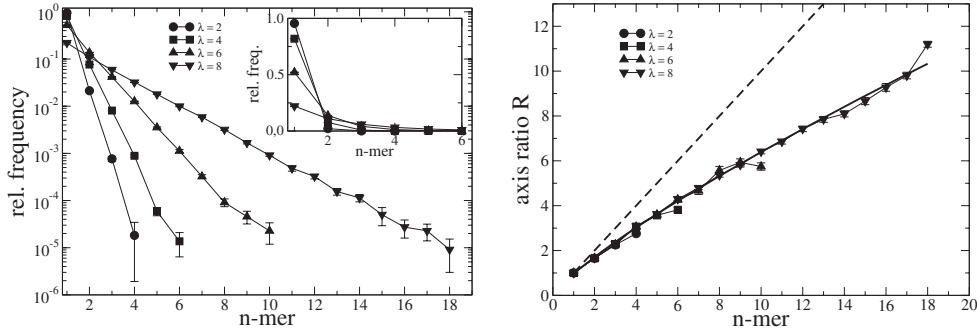 10^0
10^-1
10^-2
10^-3
10^-4
10^-5
10^-6
rel. frequency
2 4 6 8 10 12 14 16 18
n-mer
λ = 2
λ = 4
λ = 6
λ = 8
1.0
0.5
0.0
rel. freq.
2 4 6
n-mer
12
10
8
6
4
2
0
axis ratio R
0 2 4 6 8 10 12 14 16 18 20
n-mer
λ = 2
λ = 4
λ = 6
λ = 8